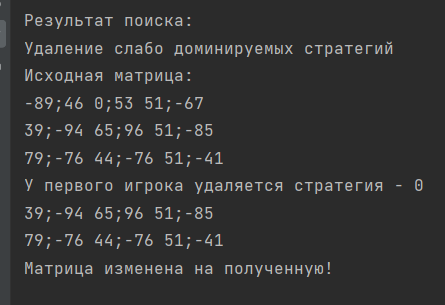 Результат поиска:
Удаление слабо доминируемых стратегий
Исходная матрица:
-89;46 0;53 51;-67
39;-94 65;96 51;-85
79;-76 44;-76 51;-41
У первого игрока удаляется стратегия - 0
39;-94 65;96 51;-85
79;-76 44;-76 51;-41
Матрица изменена на полученную!